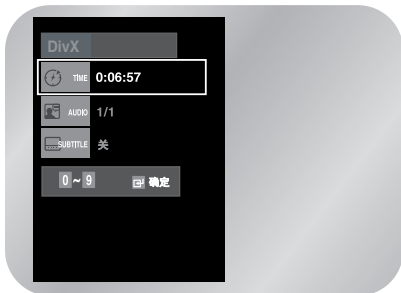 DivX
TIME 0:06:57
AUDIO 1/1
SUBTITLE 关
0 ~ 9 确定